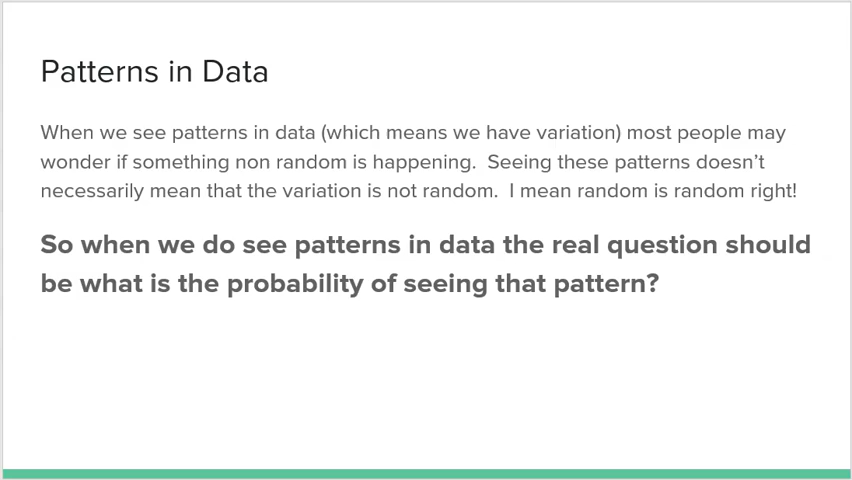 Patterns in Data
When we see patterns in data (which means we have variation) most people may
wonder if something non random is happening.  Seeing these patterns doesn't
necessarily mean that the variation is not random.  I mean random is random right!
So when we do see patterns in data the real question should
be what is the probability of seeing that pattern?